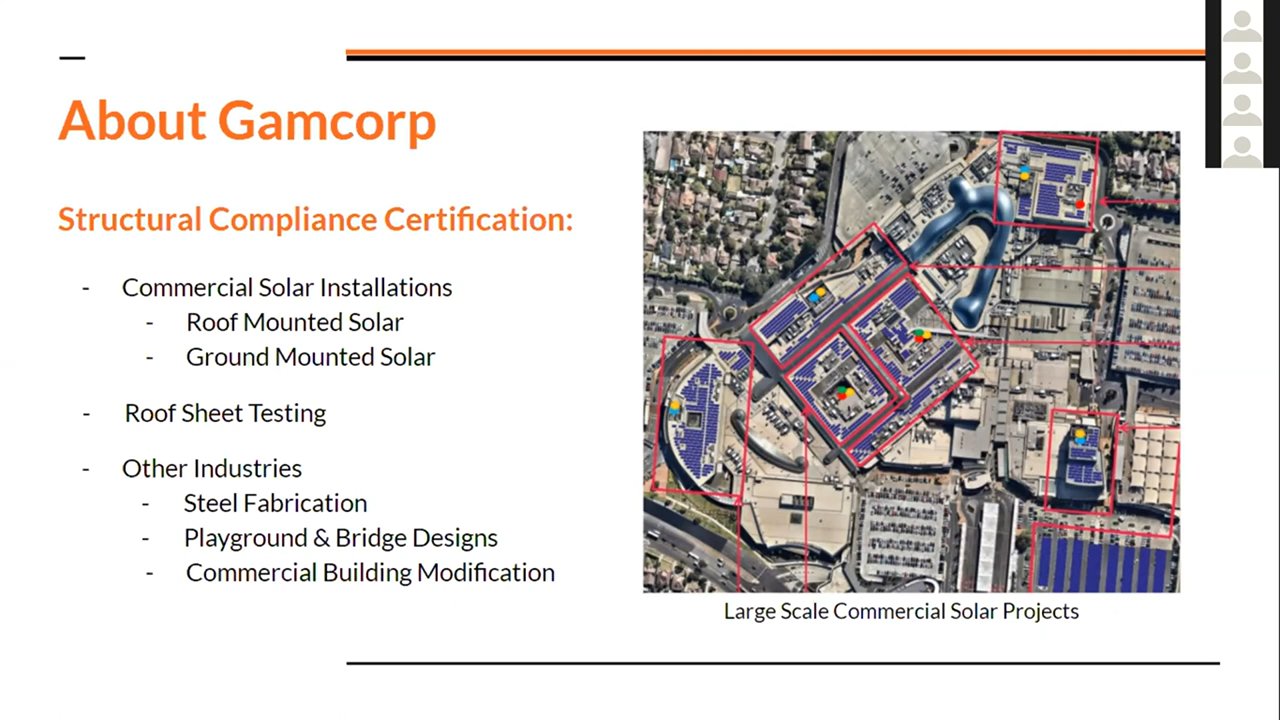 About Gamcorp
Structural Compliance Certification:
- Commercial Solar Installations
- Roof Mounted Solar
- Ground Mounted Solar
- Roof Sheet Testing
- Other Industries
- Steel Fabrication
- Playground & Bridge Designs
- Commercial Building Modification
Large Scale Commercial Solar Projects